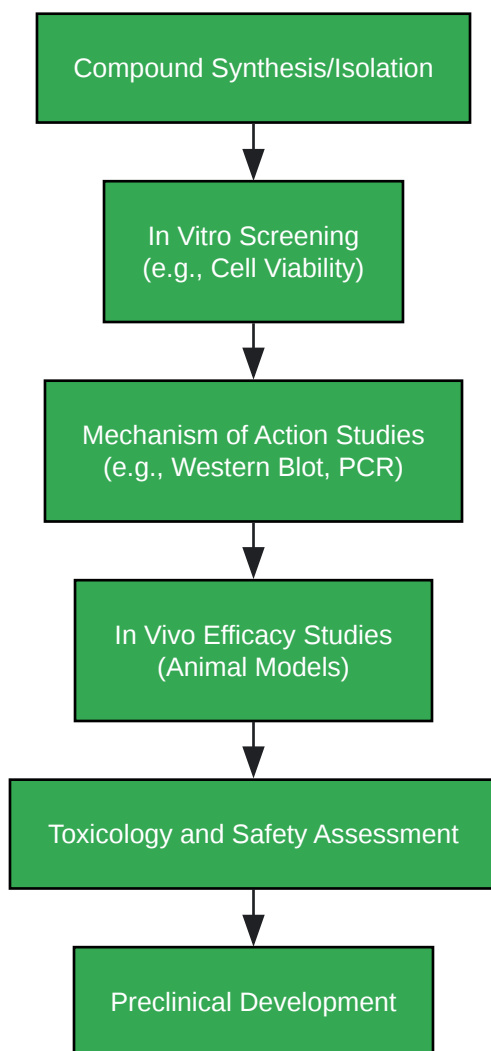 Compound Synthesis/Isolation
In Vitro Screening
(e.g., Cell Viability)
Mechanism of Action Studies
(e.g., Western Blot, PCR)
In Vivo Efficacy Studies
(Animal Models)
Toxicology and Safety Assessment
Preclinical Development